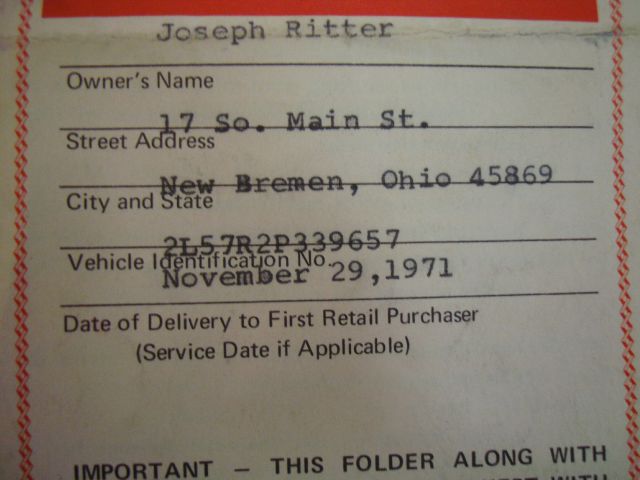 Joseph Ritter
Owner's Name
17 So. Main St.
Street Address
New Bremen, Ohio 45869
City and State
2L57R2P339657
Vehicle Identification No.
November 29,1971
Date of Delivery to First Retail Purchaser
(Service Date if Applicable)
IMPORTANT — THIS FOLDER ALONG WITH
WITH